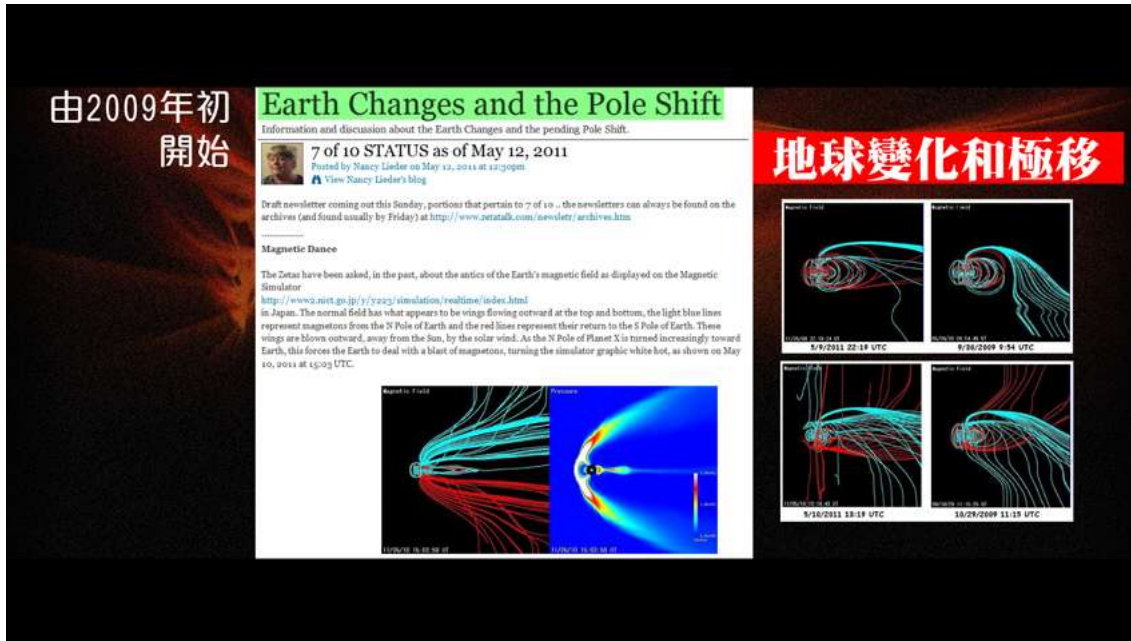 由2009年初
開始
Earth Changes and the Pole Shift
Information and discussion about the Earth Changes and the pending Pole Shift.
7 of 10 STATUS as of May 12, 2011
Posted by Nancy Lieder on May 12, 2011 at 12:30pm
View Nancy Lieder's blog
Draft newsletter coming out this Sunday, portions that pertain to 7 of 10 .. the newsletters can always be found on the
archives (and found usually by Friday) at http://www.zetatalk.com/newsletr/archives.htm
Magnetic Dance
The Zetas have been asked, in the past, about the antics of the Earth's magnetic field as displayed on the Magnetic
Simulator
http://www2.nict.go.jp/y/y223/simulation/realtime/index.html
in Japan. The normal field has what appears to be wings flowing outward at the top and bottom, the light blue lines
represent magnetons from the N Pole of Earth and the red lines represent their return to the S Pole of Earth. These
wings are blown outward, away from the Sun, by the solar wind. As the N Pole of Planet X is turned increasingly toward
Earth, this forces the Earth to deal with a blast of magnetons, turning the simulator graphic white hot, as shown on May
10, 2011 at 15:03 UTC.
Magnetic Field
Pressure
地球變化和極移
Magnetic Field
Magnetic Field
5/9/2011 22:19 UTC
9/30/2009 9:54 UTC
Magnetic Field
Magnetic Field
5/10/2011 13:19 UTC
10/29/2009 11:15 UTC